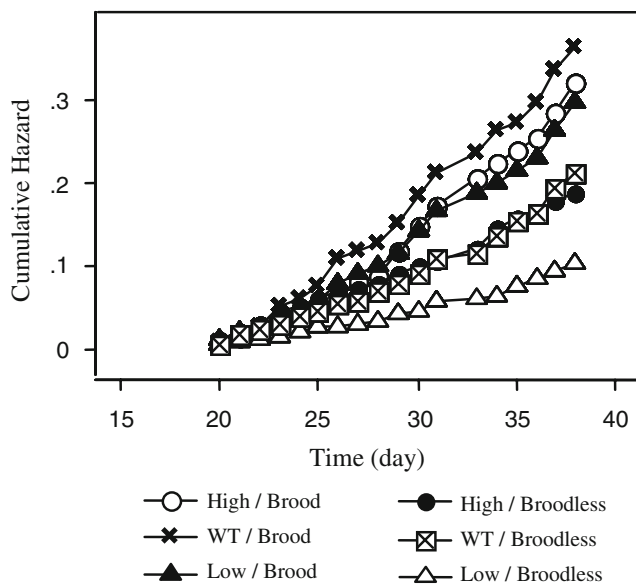 .3
.2
.1
0
Cumulative Hazard
15 20 25 30 35 40
Time (day)
High / Brood
High / Broodless
WT / Brood
WT / Broodless
Low / Brood
Low / Broodless